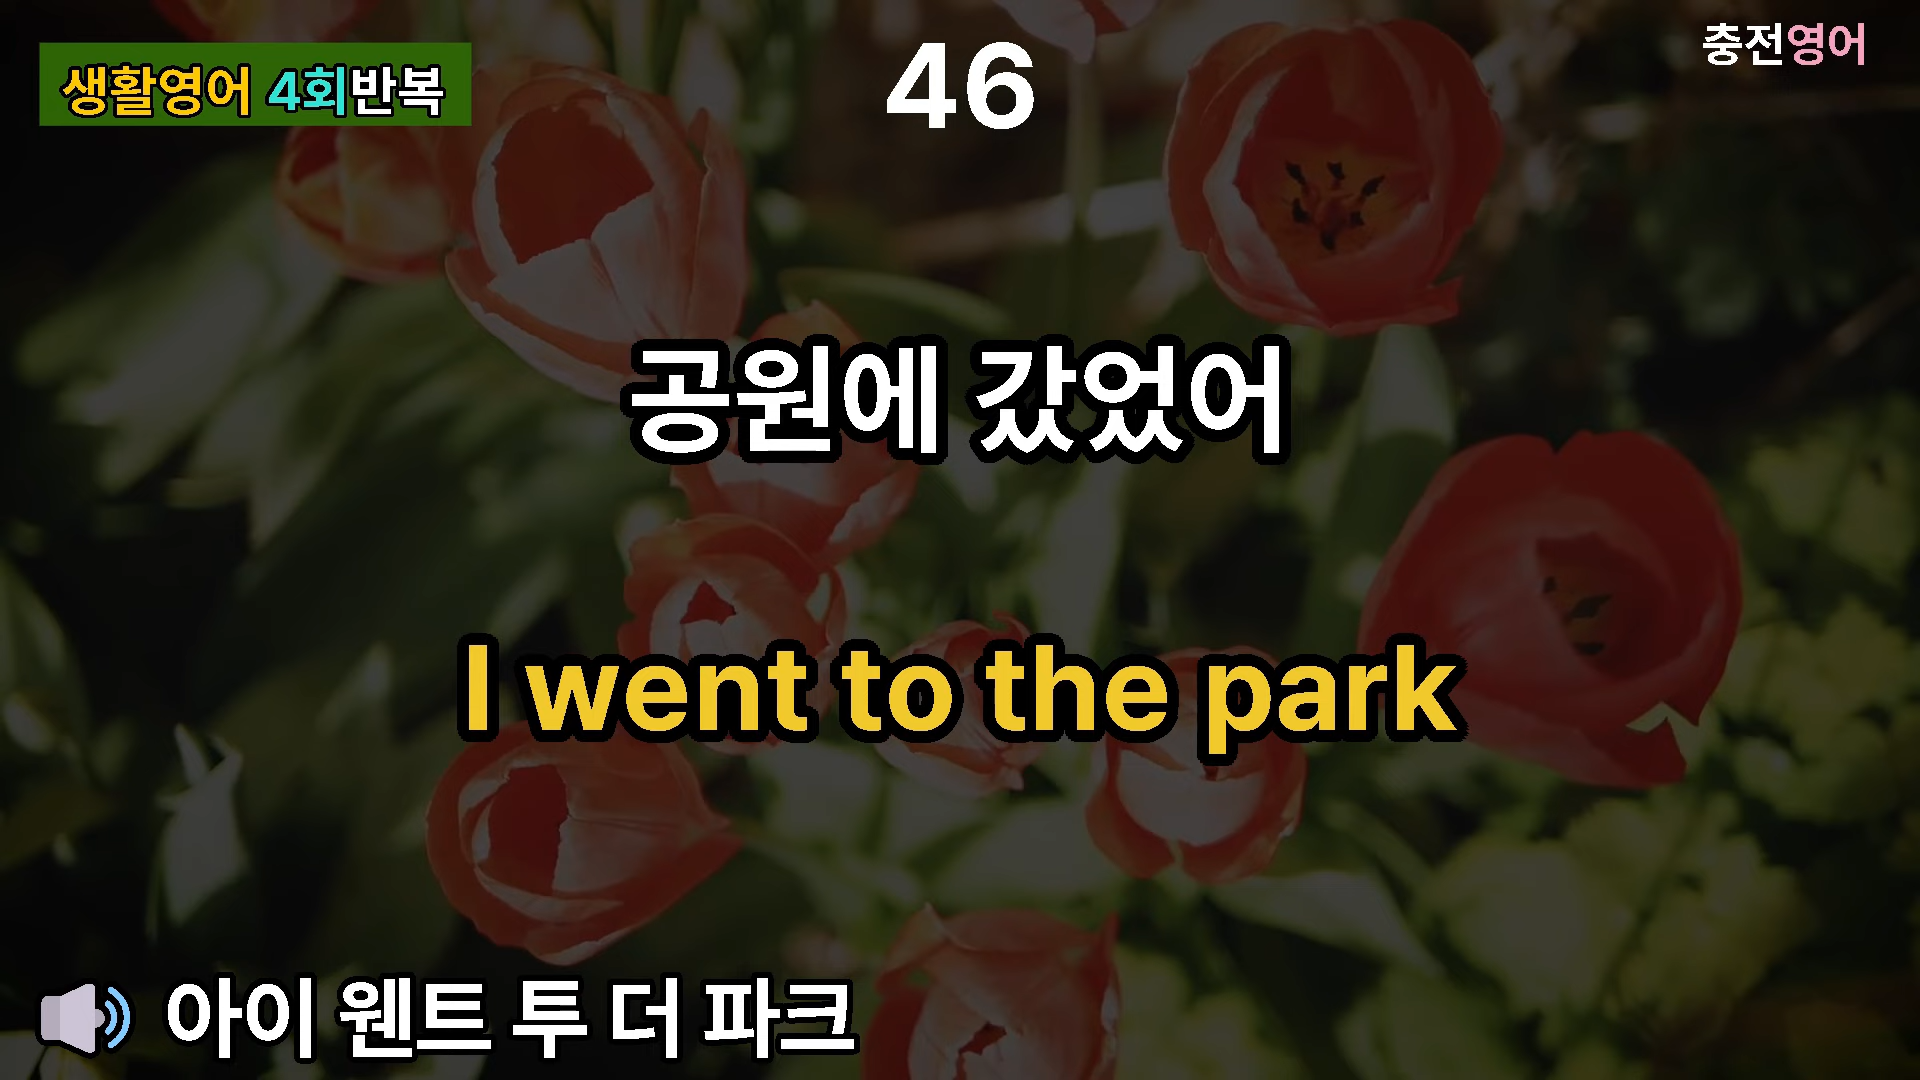 생활영어 4회반복
46
충전영어
공원에 갔었어
I went to the park
아이 웬트 투 더 파크